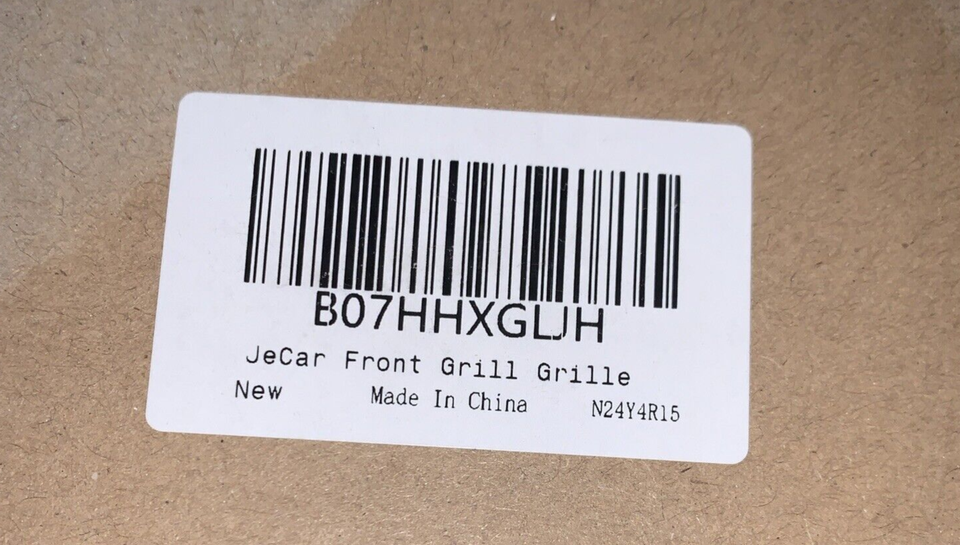 B07HHXGLJH
JeCar Front Grill Grille
New Made In China N24Y4R15